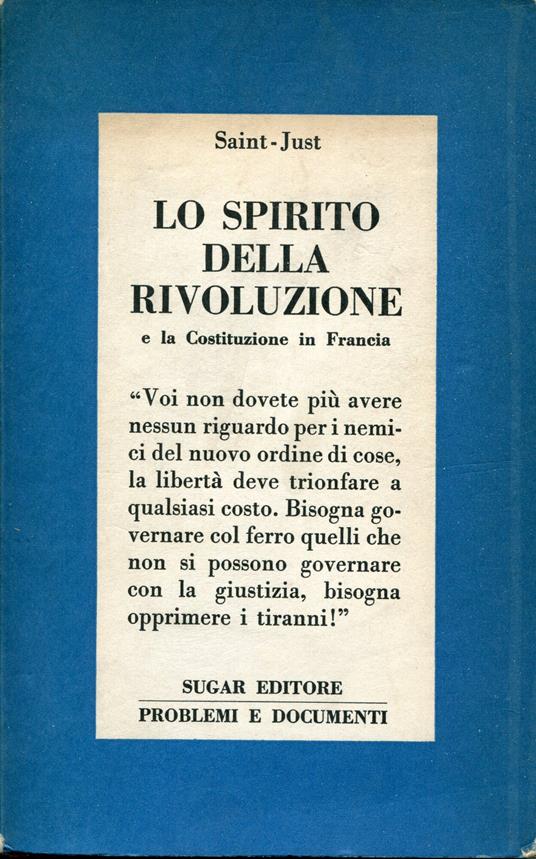 Saint-Just
LO SPIRITO
DELLA
RIVOLUZIONE
e la Costituzione in Francia
“Voi non dovete più avere
nessun riguardo per i nemi-
ci del nuovo ordine di cose,
la libertà deve trionfare a
qualsiasi costo. Bisogna go-
vernare col ferro quelli che
non si possono governare
con la giustizia, bisogna
opprimere i tiranni!”
SUGAR EDITORE
PROBLEMI E DOCUMENTI